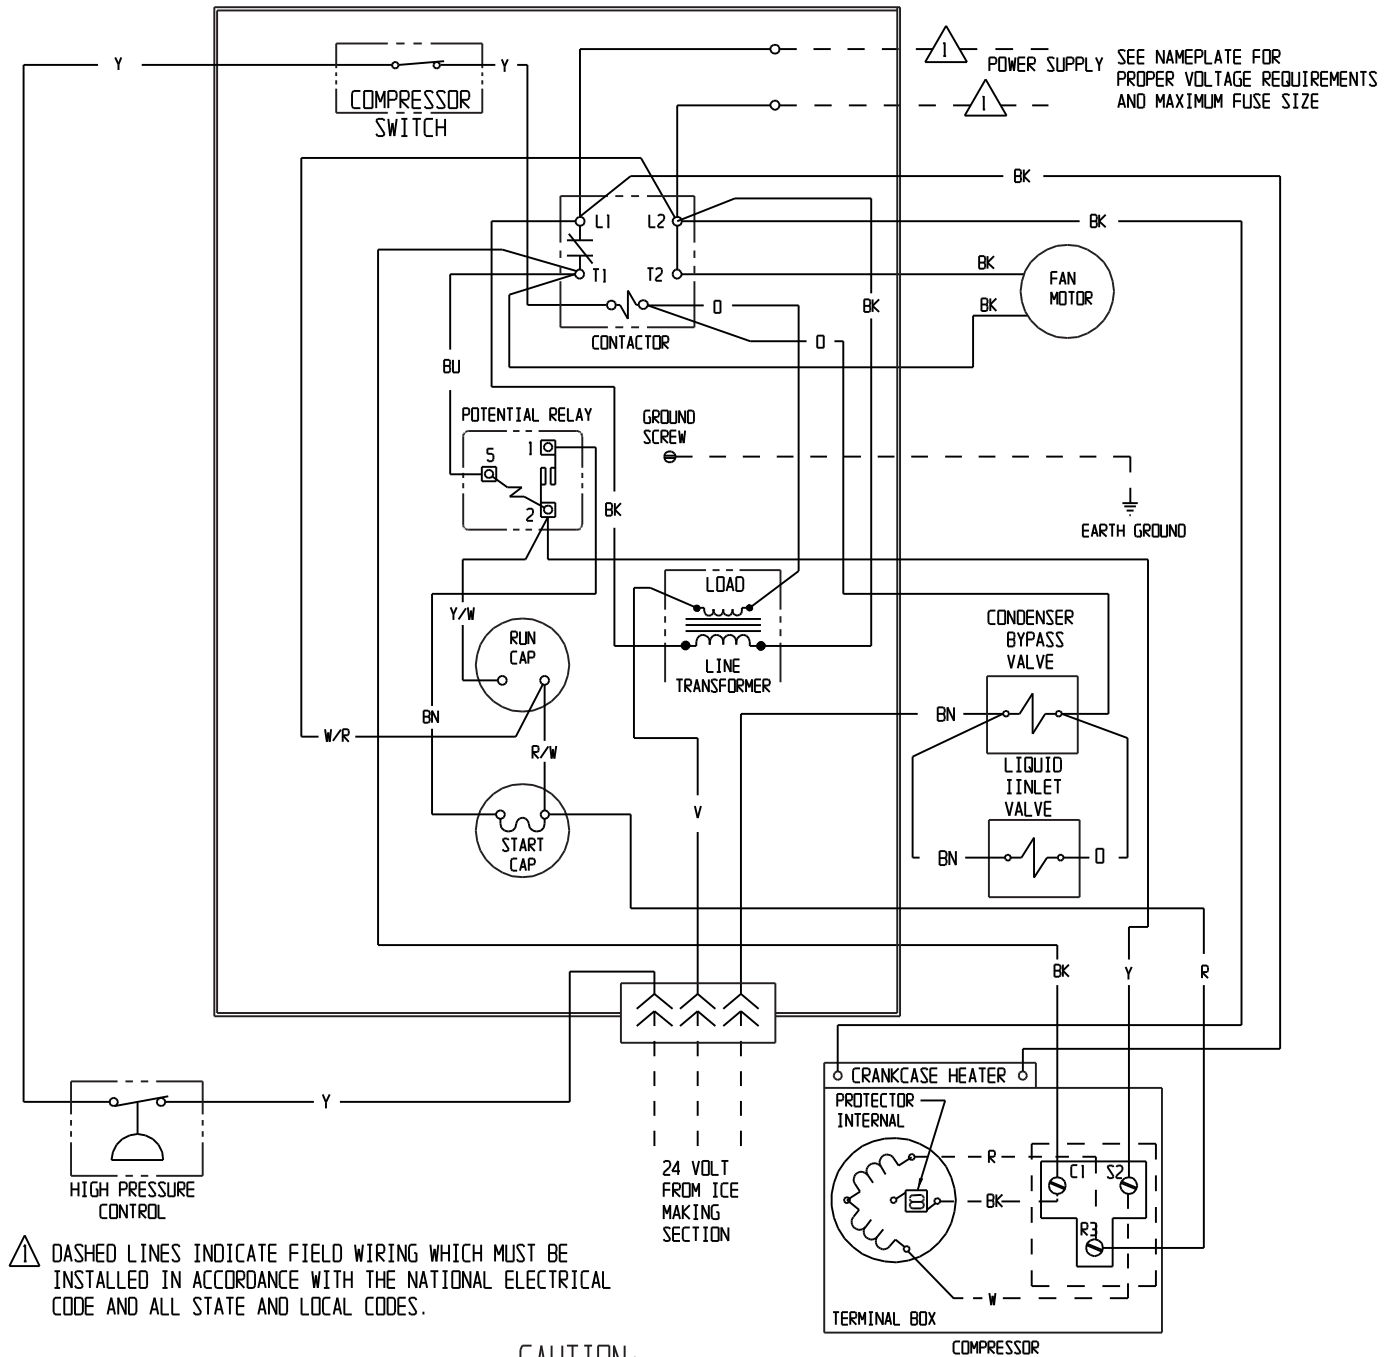 Y
COMPRESSOR
SWITCH
Y
1
POWER SUPPLY
1
SEE NAMEPLATE FOR
PROPER VOLTAGE REQUIREMENTS
AND MAXIMUM FUSE SIZE
BK
L1
L2
BK
T1
T2
BK
FAN
MOTOR
BK
O
BK
O
CONTACTOR
BU
POTENTIAL RELAY
1
5
2
GROUND
SCREW
BK
EARTH GROUND
LOAD
Y/W
RUN
CAP
LINE
TRANSFORMER
CONDENSER
BYPASS
VALVE
BN
BN
W/R
R/W
LIQUID
IINLET
VALVE
V
START
CAP
BN
O
BK
Y
R
CRANKCASE HEATER
PROTECTOR
INTERNAL
Y
R
C1
S2
BK
R3
W
TERMINAL BOX
COMPRESSOR
HIGH PRESSURE
CONTROL
24 VOLT
FROM ICE
MAKING
SECTION
1
DASHED LINES INDICATE FIELD WIRING WHICH MUST BE
INSTALLED IN ACCORDANCE WITH THE NATIONAL ELECTRICAL
CODE AND ALL STATE AND LOCAL CODES.
CAUTION: